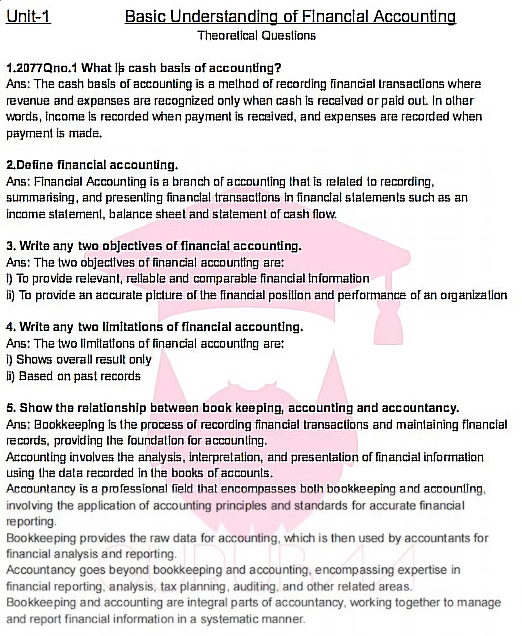 Unit-1 Basic Understanding of Financial Accounting
Theoretical Questions
1.2077Qno.1 What is cash basis of accounting?
Ans: The cash basis of accounting is a method of recording financial transactions where
revenue and expenses are recognized only when cash is received or paid out. In other
words, income is recorded when payment is received, and expenses are recorded when
payment is made.
2.Define financial accounting.
Ans: Financial Accounting is a branch of accounting that is related to recording,
summarising, and presenting financial transactions in financial statements such as an
income statement, balance sheet and statement of cash flow.
3. Write any two objectives of financial accounting.
Ans: The two objectives of financial accounting are:
i) To provide relevant, reliable and comparable financial information
ii) To provide an accurate picture of the financial position and performance of an organization
4. Write any two limitations of financial accounting.
Ans: The two limitations of financial accounting are:
i) Shows overall result only
ii) Based on past records
5. Show the relationship between book keeping, accounting and accountancy.
Ans: Bookkeeping is the process of recording financial transactions and maintaining financial
records, providing the foundation for accounting.
Accounting involves the analysis, interpretation, and presentation of financial information
using the data recorded in the books of accounts.
Accountancy is a professional field that encompasses both bookkeeping and accounting,
involving the application of accounting principles and standards for accurate financial
reporting.
Bookkeeping provides the raw data for accounting, which is then used by accountants for
financial analysis and reporting.
Accountancy goes beyond bookkeeping and accounting, encompassing expertise in
financial reporting, analysis, tax planning, auditing, and other related areas.
Bookkeeping and accounting are integral parts of accountancy, working together to manage
and report financial information in a systematic manner.